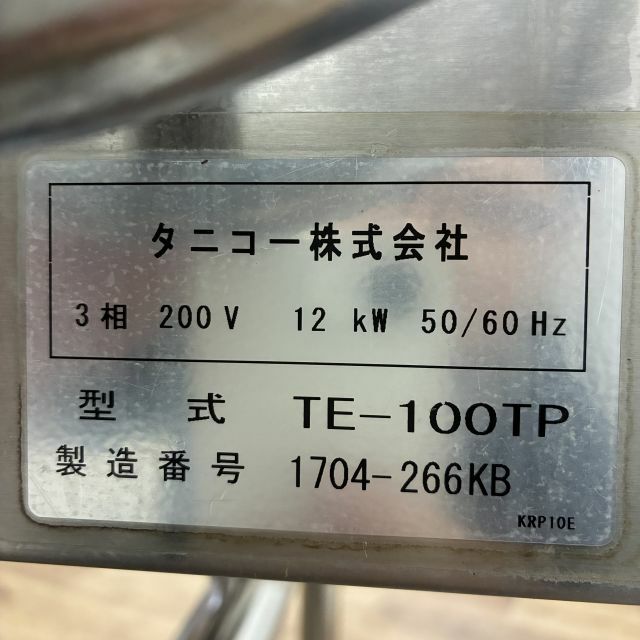 タニコー株式会社
3相 200V 12 kW 50/60Hz
型式 TE-100TP
製造番号 1704-266KB
KRP10E